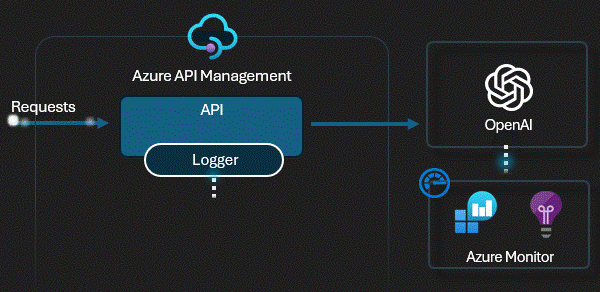 Azure API Management
Requests
API
Logger
OpenAI
Azure Monitor